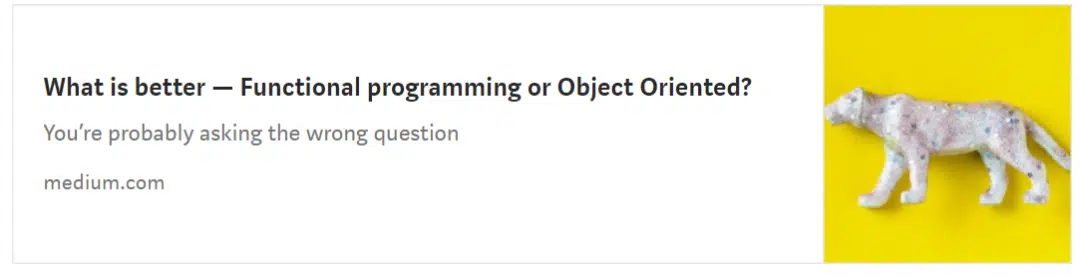 What is better — Functional programming or Object Oriented?
You’re probably asking the wrong question
medium.com